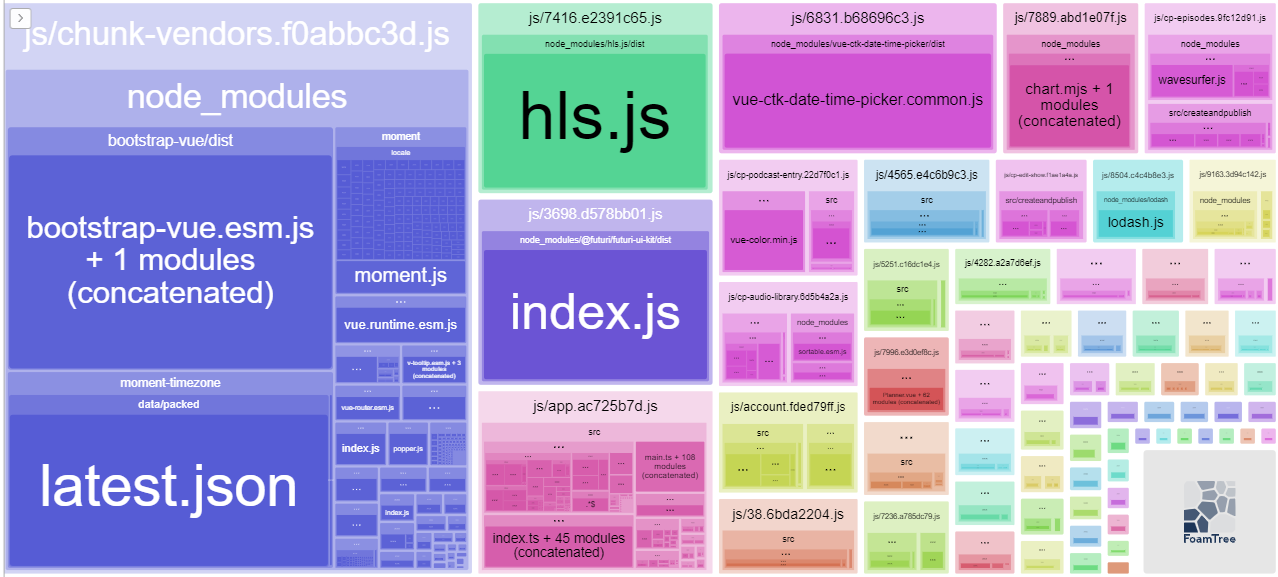 js/chunk-vendors.f0abbc3d.js
node_modules
bootstrap-vue/dist
bootstrap-vue.esm.js
+ 1 modules
(concatenated)
moment-timezone
data/packed
latest.json
moment
locale
moment.js
...
vue.runtime.esm.js
...
...
v-tooltip.esm.js + 3
modules
(concatenated)
vue-router.esm.js
...
index.js
popper.js
...
index.js
js/7416.e2391c65.js
node_modules/hls.js/dist
hls.js
js/3698.d578bb01.js
node_modules/@futuri/futuri-ui-kit/dist
index.js
js/app.ac725b7d.js
src
...
main.ts + 108
modules
(concatenated)
^$
...
index.ts + 45 modules
(concatenated)
js/6831.b68696c3.js
node_modules/vue-ctk-date-time-picker/dist
vue-ctk-date-time-picker.common.js
js/7889.abd1e07f.js
node_modules
...
chart.mjs + 1
modules
(concatenated)
js/cp-episodes.9fc12d91.js
node_modules
...
wavesurfer.js
src/createandpublish
...
js/cp-podcast-entry.22d7f0c1.js
...
vue-color.min.js
src
...
js/4565.e4c6b9c3.js
src
...
...
js/cp-edit-show.f1ae1a4a.js
src/createandpublish
...
js/8504.c4c4b8e3.js
node_modules/lodash
lodash.js
js/9163.3d94c142.js
node_modules
...
js/cp-audio-library.6d5b4a2a.js
...
...
node_modules
...
sortable.esm.js
js/5251.c16dc1e4.js
src
...
...
js/4282.a2a7d6ef.js
...
js/7996.e3d0ef8c.js
...
Planner.vue + 62
modules (concatenated)
js/account.fded79ff.js
src
...
...
...
...
...
src
...
js/38.6bda2204.js
src
...
...
js/7236.a785dc79.js
...
...
FoamTree